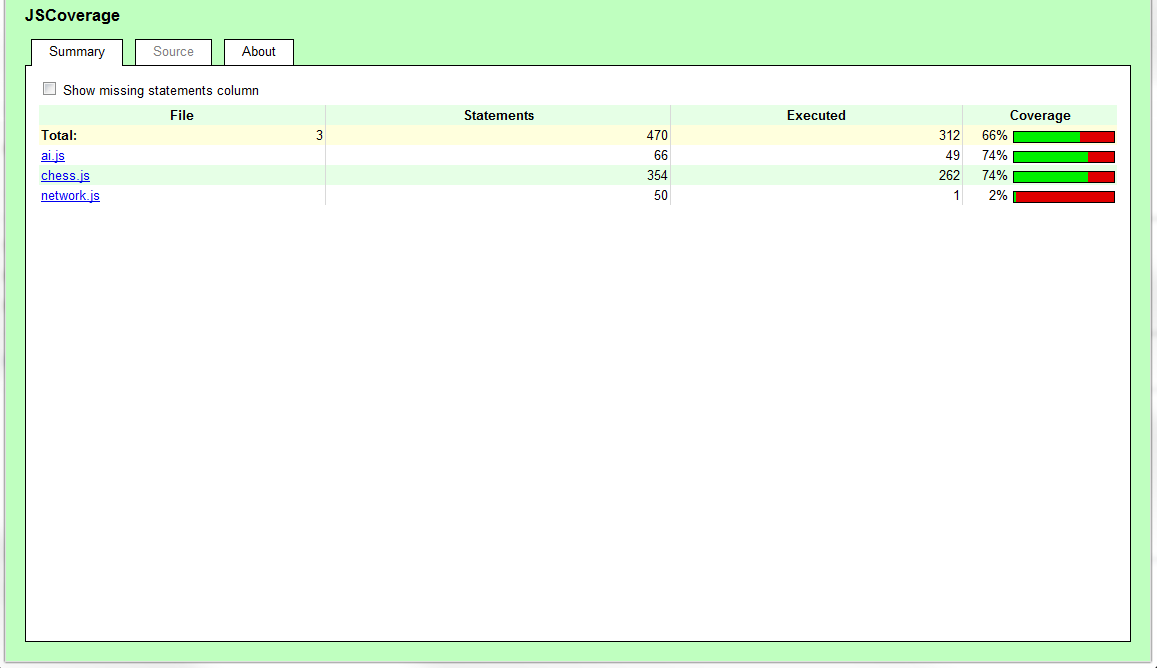 JSCoverage
Summary Source About
Show missing statements column
File Statements Executed Coverage
Total: 3 470 312 66%
ai.js 66 49 74%
chess.js 354 262 74%
network.js 50 1 2%